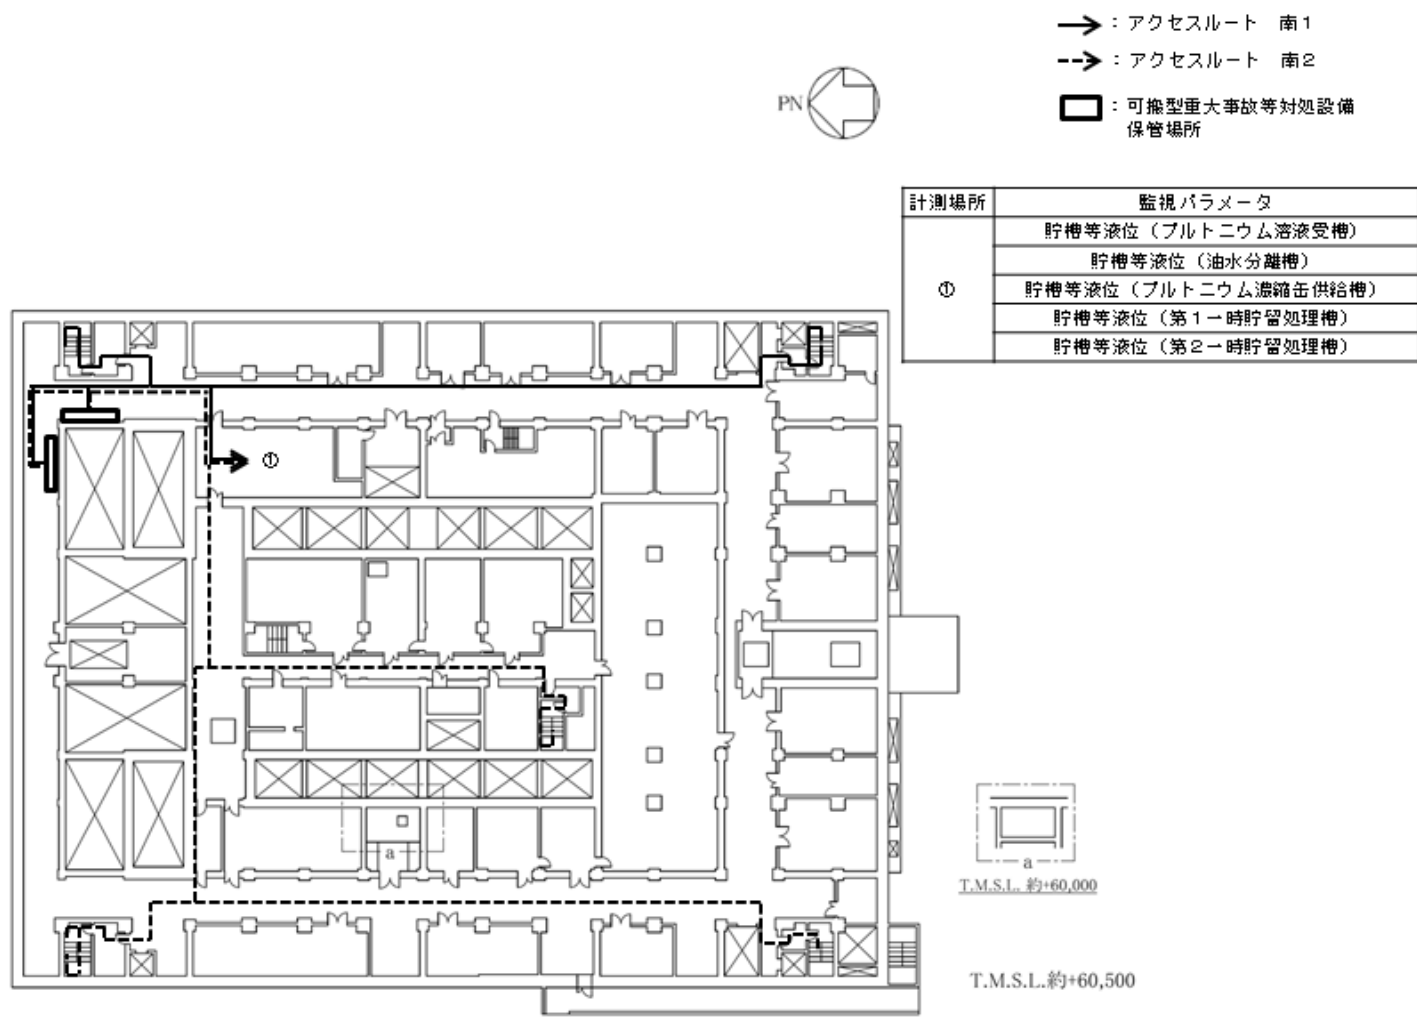 ：アクセスルート　南1
：アクセスルート　南2
：可搬型重大事故等対処設備
保管場所
PN
計測場所 監視パラメータ
① 貯槽等液位（プルトニウム溶液受槽）
貯槽等液位（油水分離槽）
貯槽等液位（プルトニウム濃縮缶供給槽）
貯槽等液位（第1一時貯留処理槽）
貯槽等液位（第2一時貯留処理槽）
①
a
a
T.M.S.L. 約+60,000
T.M.S.L.約+60,500